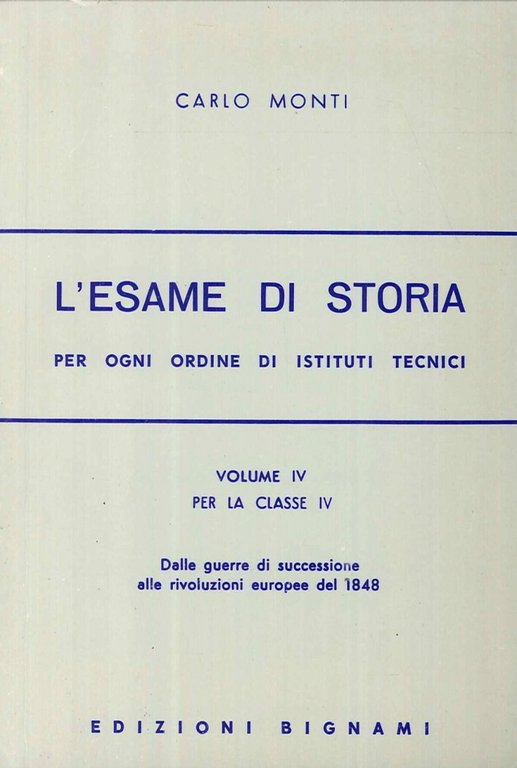 CARLO MONTI
L'ESAME DI STORIA
PER OGNI ORDINE DI ISTITUTI TECNICI
VOLUME IV
PER LA CLASSE IV
Dalle guerre di successione
alle rivoluzioni europee del 1848
EDIZIONI BIGNAMI